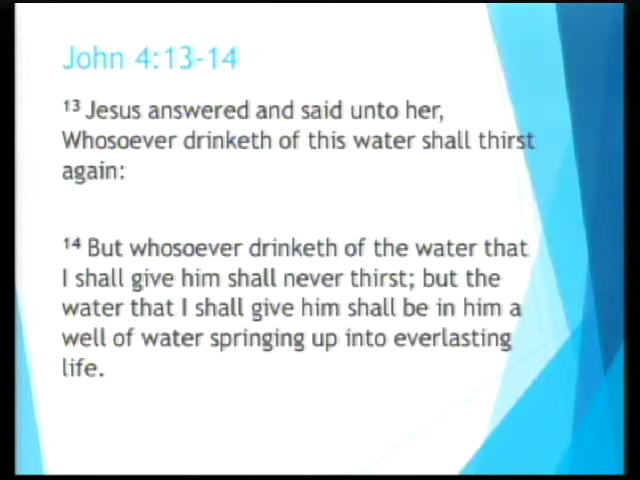 John 4:13-14
13 Jesus answered and said unto her,
Whosoever drinketh of this water shall thirst
again:
14 But whosoever drinketh of the water that
I shall give him shall never thirst; but the
water that I shall give him shall be in him a
well of water springing up into everlasting
life.